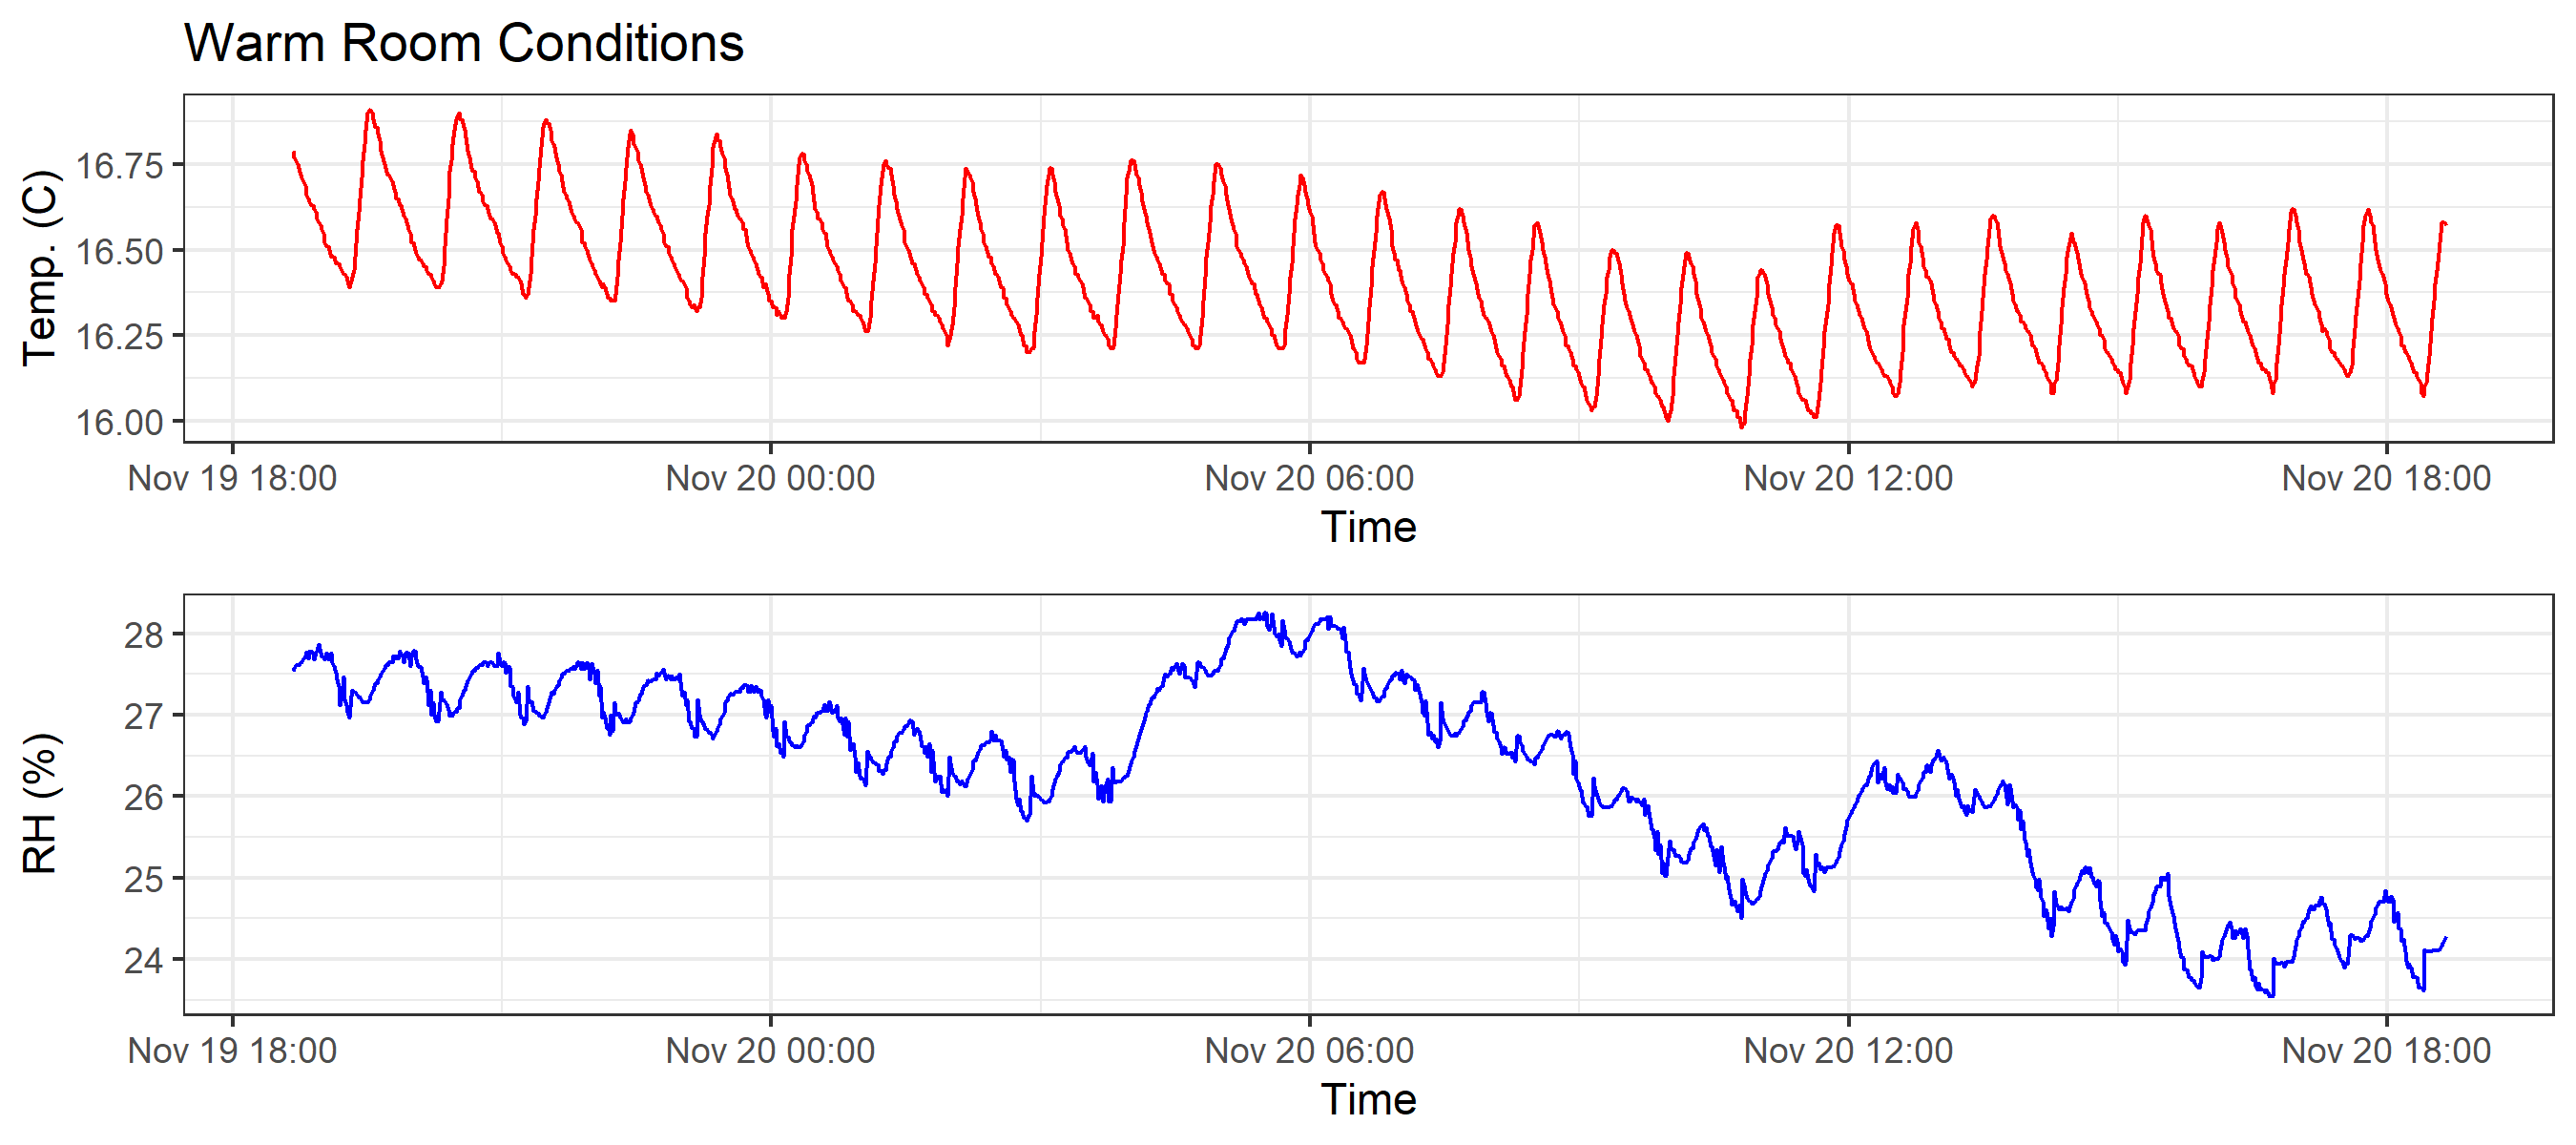 Warm Room Conditions
Temp. (C)
16.75
16.50
16.25
16.00
Nov 19 18:00 Nov 20 00:00 Nov 20 06:00 Nov 20 12:00 Nov 20 18:00
Time
RH (%)
28
27
26
25
24
Nov 19 18:00 Nov 20 00:00 Nov 20 06:00 Nov 20 12:00 Nov 20 18:00
Time